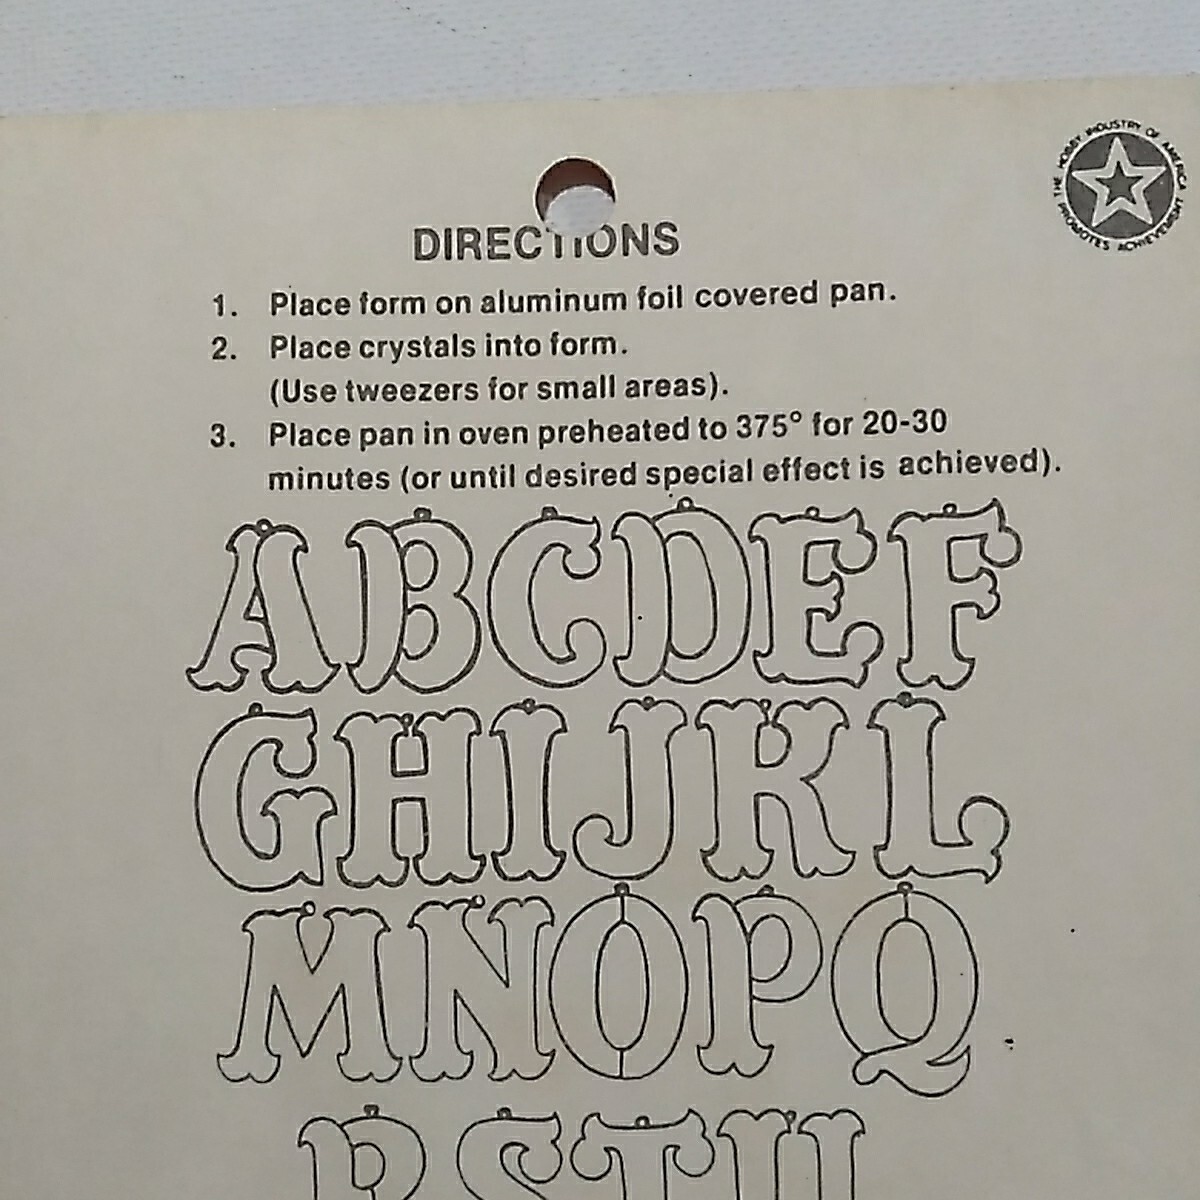 THE HOBBY INDUSTRY OF AMERICA
PROMOTES ACHIEVEMENT
DIRECTIONS
1. Place form on aluminum foil covered pan.
2. Place crystals into form.
(Use tweezers for small areas).
3. Place pan in oven preheated to 375° for 20-30
minutes (or until desired special effect is achieved).
ABCDEF
GHIJKL
MNOPQ
RSTU